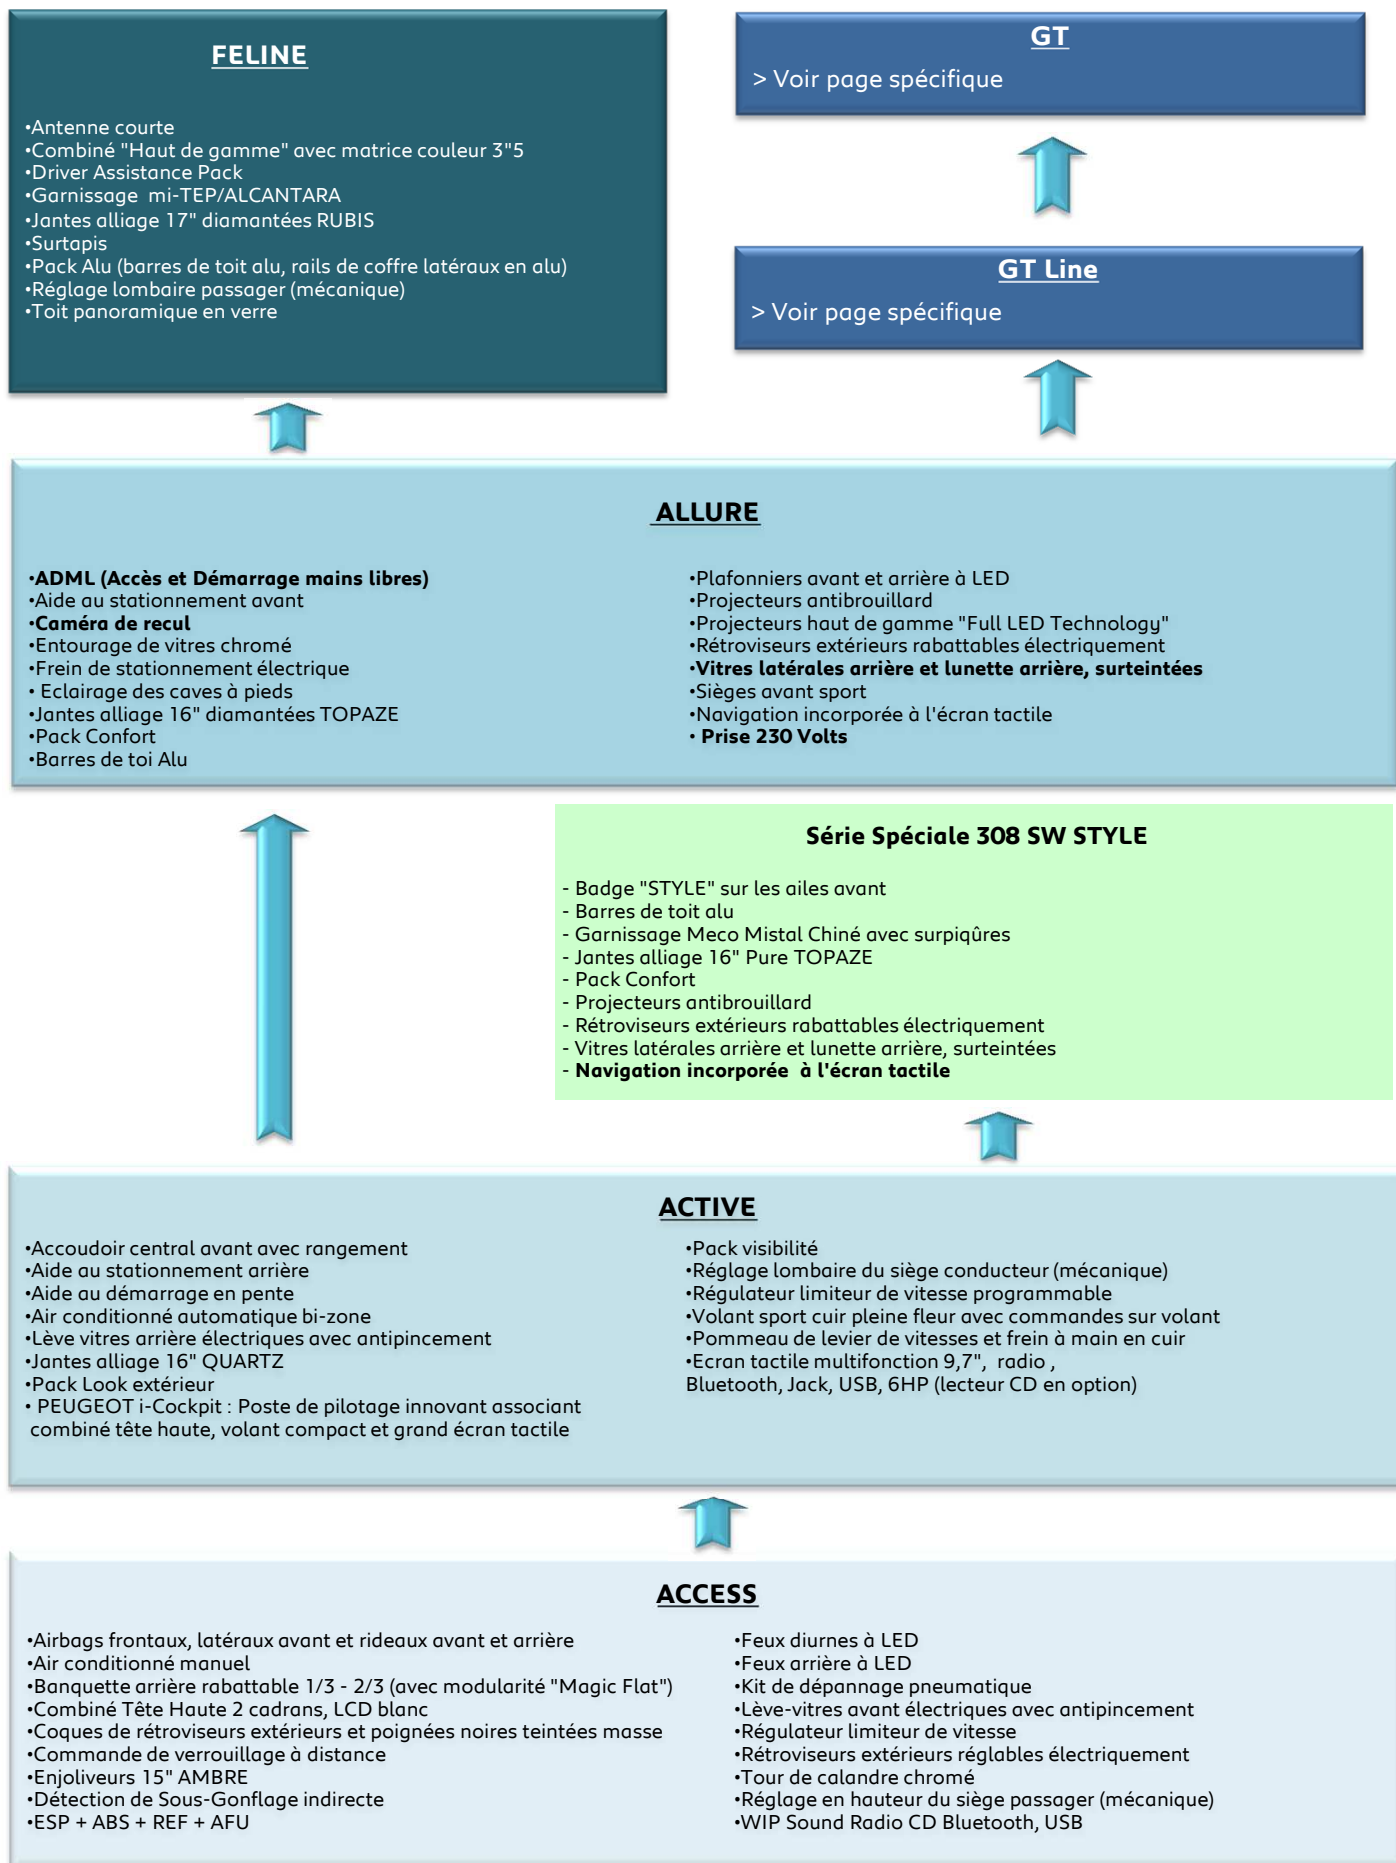 FELINE
•Antenne courte
•Combiné "Haut de gamme" avec matrice couleur 3"5
•Driver Assistance Pack
•Garnissage mi-TEP/ALCANTARA
•Jantes alliage 17" diamantées RUBIS
•Surtapis
•Pack Alu (barres de toit alu, rails de coffre latéraux en alu)
•Réglage lombaire passager (mécanique)
•Toit panoramique en verre
GT
> Voir page spécifique
GT Line
> Voir page spécifique
ALLURE
•ADML (Accès et Démarrage mains libres)
•Aide au stationnement avant
•Caméra de recul
•Entourage de vitres chromé
•Frein de stationnement électrique
• Eclairage des caves à pieds
•Jantes alliage 16" diamantées TOPAZE
•Pack Confort
•Barres de toi Alu
•Plafonniers avant et arrière à LED
•Projecteurs antibrouillard
•Projecteurs haut de gamme "Full LED Technology"
•Rétroviseurs extérieurs rabattables électriquement
•Vitres latérales arrière et lunette arrière, surteintées
•Sièges avant sport
•Navigation incorporée à l'écran tactile
• Prise 230 Volts
Série Spéciale 308 SW STYLE
- Badge "STYLE" sur les ailes avant
- Barres de toit alu
- Garnissage Meco Mistal Chiné avec surpiqûres
- Jantes alliage 16" Pure TOPAZE
- Pack Confort
- Projecteurs antibrouillard
- Rétroviseurs extérieurs rabattables électriquement
- Vitres latérales arrière et lunette arrière, surteintées
- Navigation incorporée à l'écran tactile
ACTIVE
•Accoudoir central avant avec rangement
•Aide au stationnement arrière
•Aide au démarrage en pente
•Air conditionné automatique bi-zone
•Lève vitres arrière électriques avec antipincement
•Jantes alliage 16" QUARTZ
•Pack Look extérieur
• PEUGEOT i-Cockpit : Poste de pilotage innovant associant
combiné tête haute, volant compact et grand écran tactile
•Pack visibilité
•Réglage lombaire du siège conducteur (mécanique)
•Régulateur limiteur de vitesse programmable
•Volant sport cuir pleine fleur avec commandes sur volant
•Pommeau de levier de vitesses et frein à main en cuir
•Ecran tactile multifonction 9,7", radio ,
Bluetooth, Jack, USB, 6HP (lecteur CD en option)
ACCESS
•Airbags frontaux, latéraux avant et rideaux avant et arrière
•Air conditionné manuel
•Banquette arrière rabattable 1/3 - 2/3 (avec modularité "Magic Flat")
•Combiné Tête Haute 2 cadrans, LCD blanc
•Coques de rétroviseurs extérieurs et poignées noires teintées masse
•Commande de verrouillage à distance
•Enjoliveurs 15" AMBRE
•Détection de Sous-Gonflage indirecte
•ESP + ABS + REF + AFU
•Feux diurnes à LED
•Feux arrière à LED
•Kit de dépannage pneumatique
•Lève-vitres avant électriques avec antipincement
•Régulateur limiteur de vitesse
•Rétroviseurs extérieurs réglables électriquement
•Tour de calandre chromé
•Réglage en hauteur du siège passager (mécanique)
•WIP Sound Radio CD Bluetooth, USB